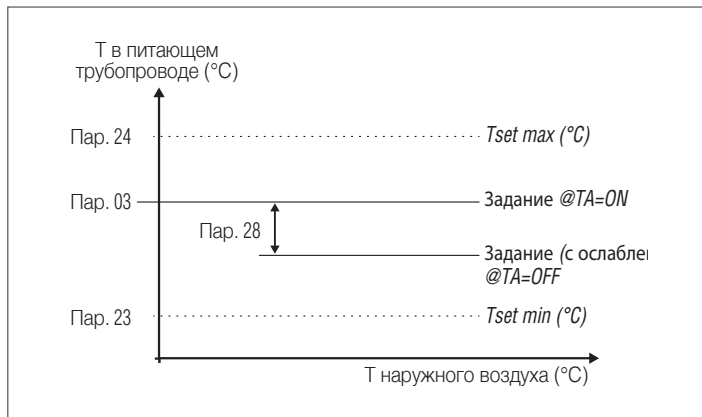 T в питающем
трубопроводе (°C)
Пар. 24
Tset max (°C)
Пар. 03
Задание @TA=ON
Пар. 28
Задание (с ослаблен
@TA=OFF
Пар. 23
Tset min (°C)
T наружного воздуха (°C)